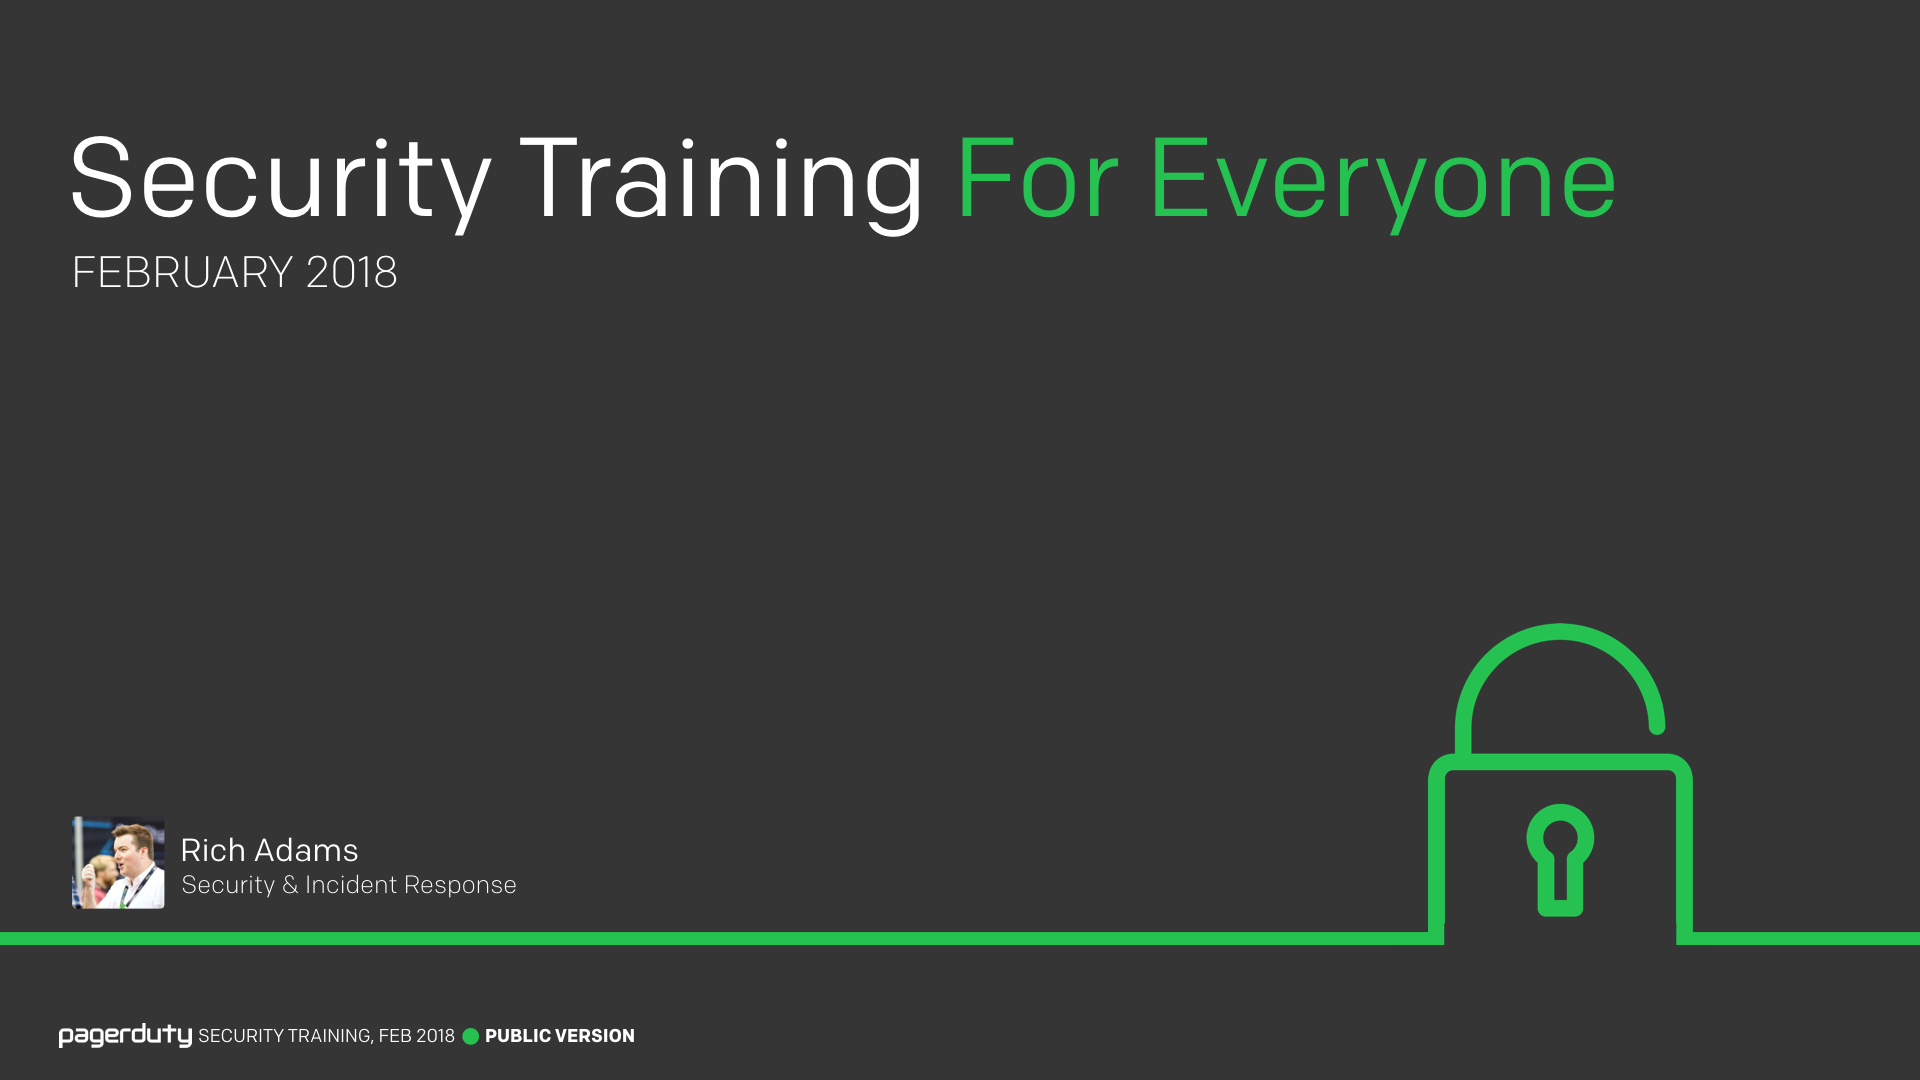 Security Training For Everyone
FEBRUARY 2018
Rich Adams
Security & Incident Response
pagerduty SECURITY TRAINING, FEB 2018 PUBLIC VERSION